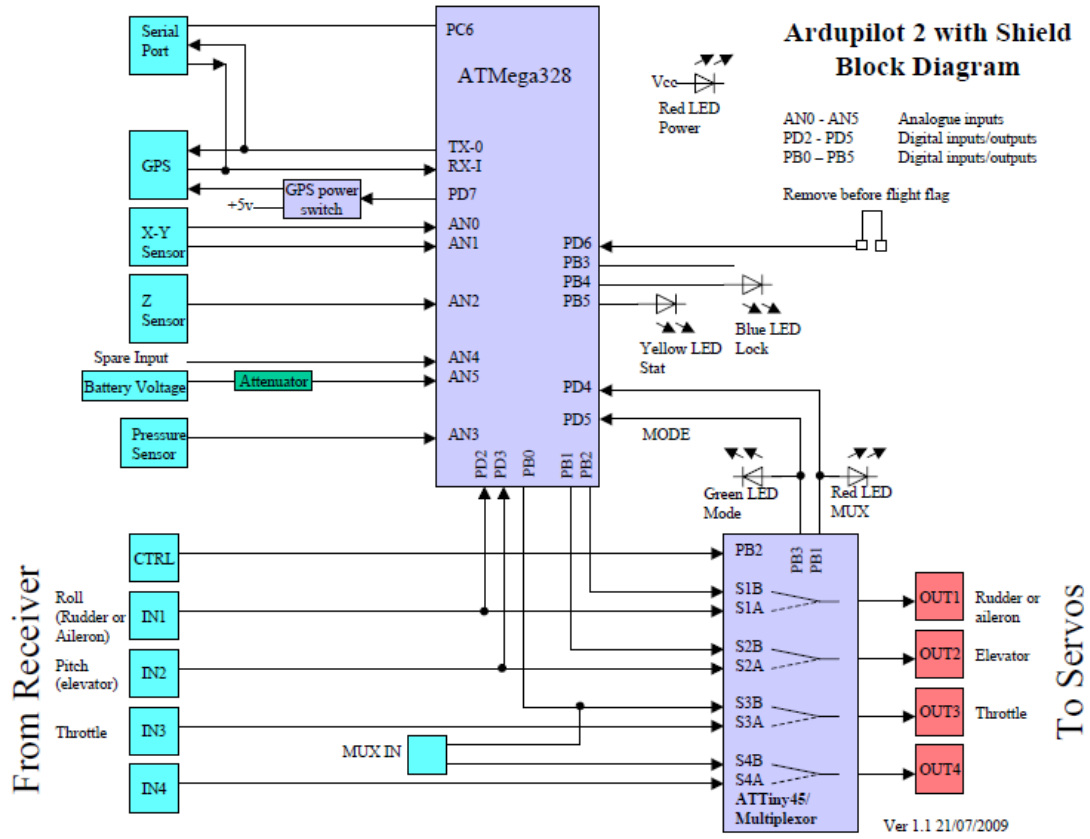 Ardupilot 2 with Shield
Block Diagram
AN0 - AN5 Analogue inputs
PD2 - PD5 Digital inputs/outputs
PB0 – PB5 Digital inputs/outputs
Remove before flight flag
Vcc
Red LED
Power
Serial
Port
GPS
+5v
GPS power
switch
X-Y
Sensor
Z
Sensor
Spare Input
Battery Voltage
Attenuator
Pressure
Sensor
PC6
ATMega328
TX-0
RX-I
PD7
AN0
AN1
AN2
AN4
AN5
AN3
PD6
PB3
PB4
PB5
PD4
PD5
PD2
PD3
PB0
PB1
PB2
Blue LED
Lock
Yellow LED
Stat
MODE
Green LED
Mode
Red LED
MUX
From Receiver
CTRL
Roll
(Rudder or
Aileron)
IN1
Pitch
(elevator)
IN2
Throttle
IN3
MUX IN
IN4
PB2
PB3
PB1
S1B
S1A
S2B
S2A
S3B
S3A
S4B
S4A
ATTiny45/
Multiplexor
OUT1
Rudder or
aileron
OUT2
Elevator
OUT3
Throttle
OUT4
To Servos
Ver 1.1 21/07/2009